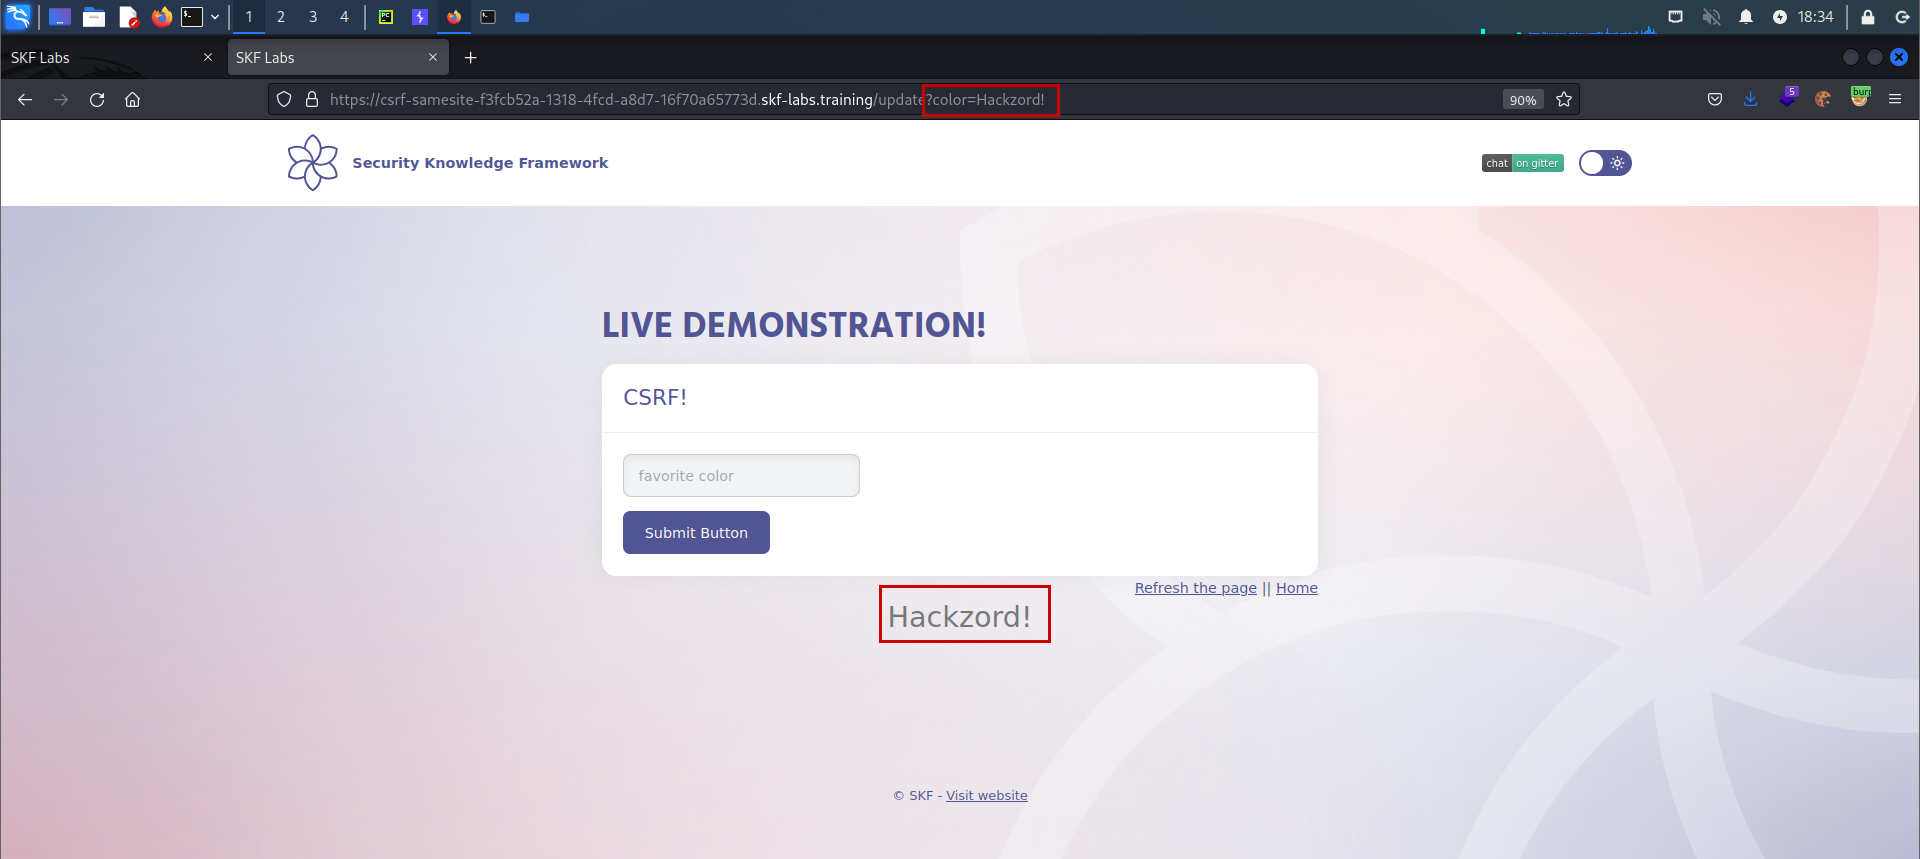 1 2 3 4 18:34
SKF Labs SKF Labs
https://csrf-samesite-f3fcb52a-1318-4fcd-a8d7-16f70a65773d.skf-labs.training/update?color=Hackzord! 90% 5 burp
Security Knowledge Framework chat on gitter
LIVE DEMONSTRATION!
CSRF!
favorite color
Submit Button
Refresh the page || Home
Hackzord!
© SKF - Visit website